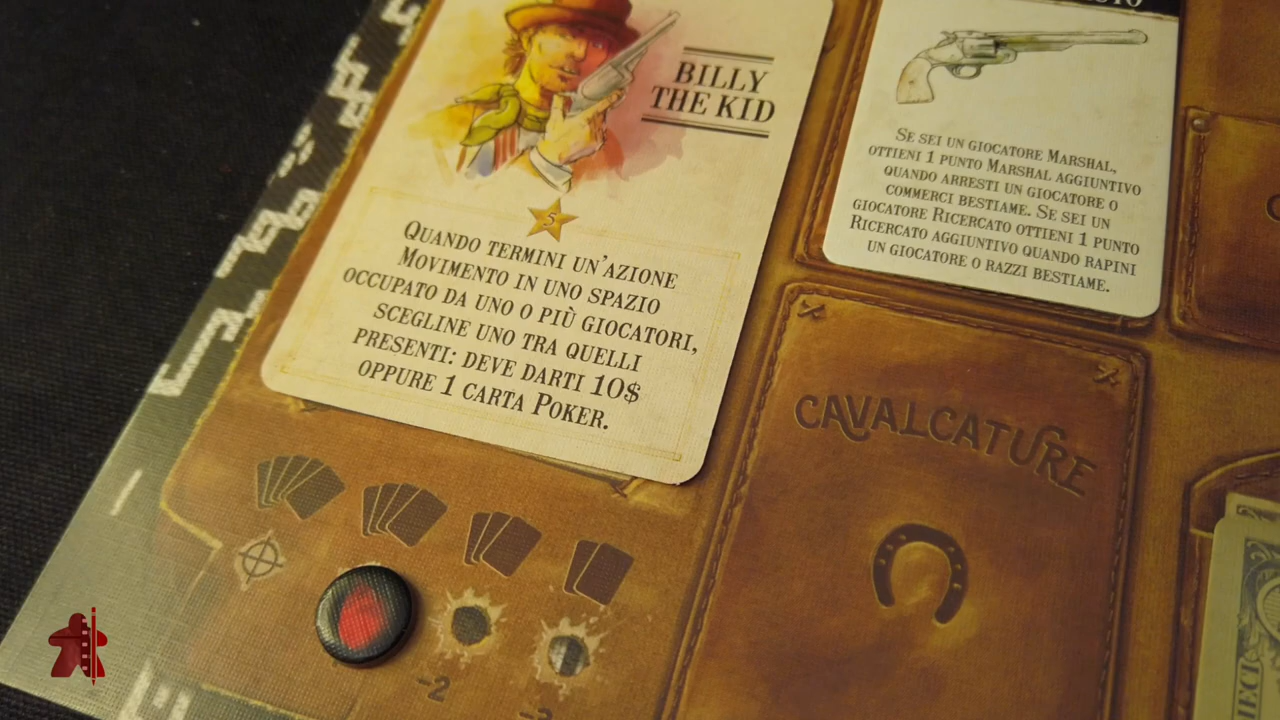 BILLY
THE KID
5
QUANDO TERMINI UN'AZIONE
MOVIMENTO IN UNO SPAZIO
OCCUPATO DA UNO O PIÙ GIOCATORI,
SCEGLINE UNO TRA QUELLI
PRESENTI: DEVE DARTI 10$
OPPURE 1 CARTA POKER.
SE SEI UN GIOCATORE MARSHAL,
OTTIENI 1 PUNTO MARSHAL AGGIUNTIVO
QUANDO ARRESTI UN GIOCATORE O
COMMERCI BESTIAME. SE SEI UN
GIOCATORE RICERCATO OTTIENI 1 PUNTO
RICERCATO AGGIUNTIVO QUANDO RAPINI
UN GIOCATORE O RAZZI BESTIAME.
CAVALCATURE
-2